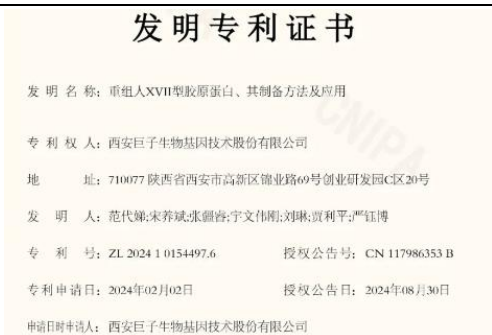 发明专利证书
发明名称：重组人XVII型胶原蛋白、其制备方法及应用
专利权人：西安巨子生物基因技术股份有限公司
地址：710077 陕西省西安市高新区锦业路69号创业研发园C区20号
发明人：范代娣;宋养斌;张疆睿;宇文伟刚;刘琳;贾利平;严钰博
专利号：ZL 2024 1 0154497.6 授权公告号：CN 117986353 B
专利申请日：2024年02月02日 授权公告日：2024年08月30日
申请日时申请人：西安巨子生物基因技术股份有限公司
CNIPA